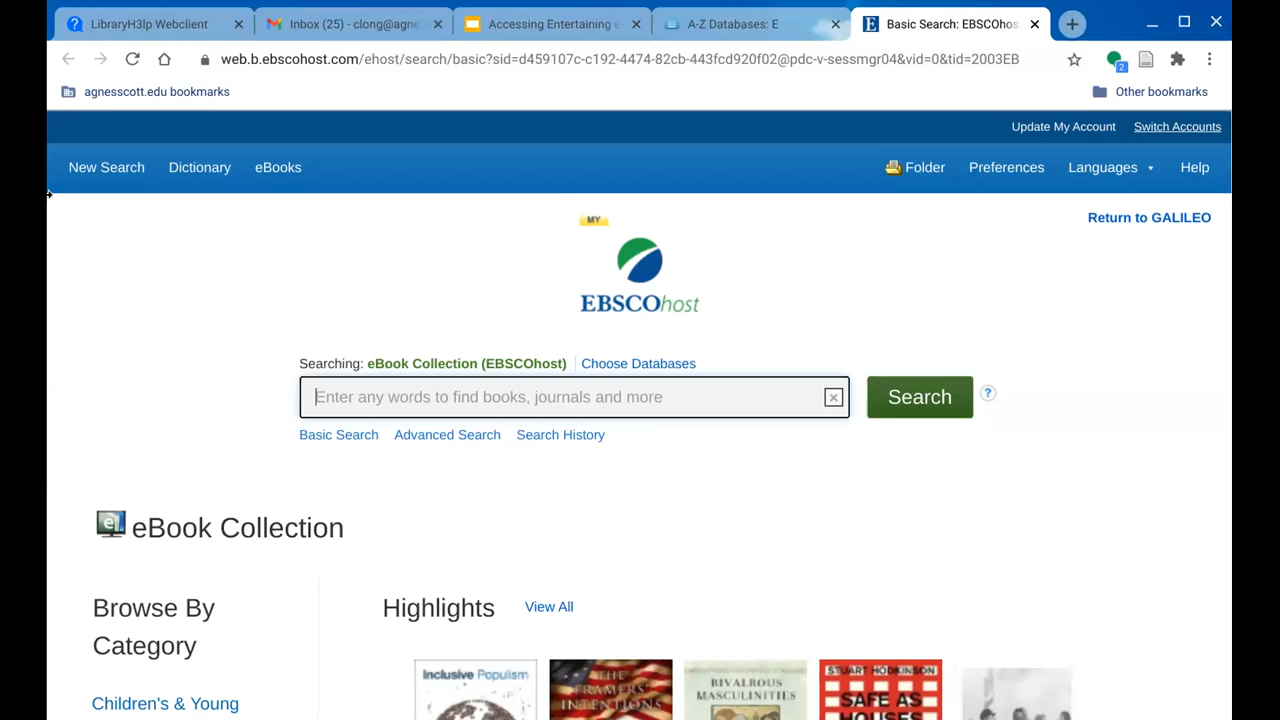 LibraryH3lp Webclient
Inbox (25) - clong@agne
Accessing Entertaining e
A-Z Databases: E
Basic Search: EBSCOhos
web.b.ebscohost.com/ehost/search/basic?sid=d459107c-c192-4474-82cb-443fcd920f02@pdc-v-sessmgr04&vid=0&tid=2003EB
2
agnesscott.edu bookmarks
Other bookmarks
Update My Account
Switch Accounts
New Search
Dictionary
eBooks
Folder
Preferences
Languages
Help
MY
Return to GALILEO
EBSCOhost
Searching: eBook Collection (EBSCOhost)
Choose Databases
Enter any words to find books, journals and more
Search
?
Basic Search
Advanced Search
Search History
eBook Collection
Browse By
Category
Highlights
View All
Children's & Young
Inclusive Populism
THE
FRAMERS'
INTENTIONS
RIVALROUS
MASCULINITIES
STUART HODKINSON
SAFE AS
HOUSES